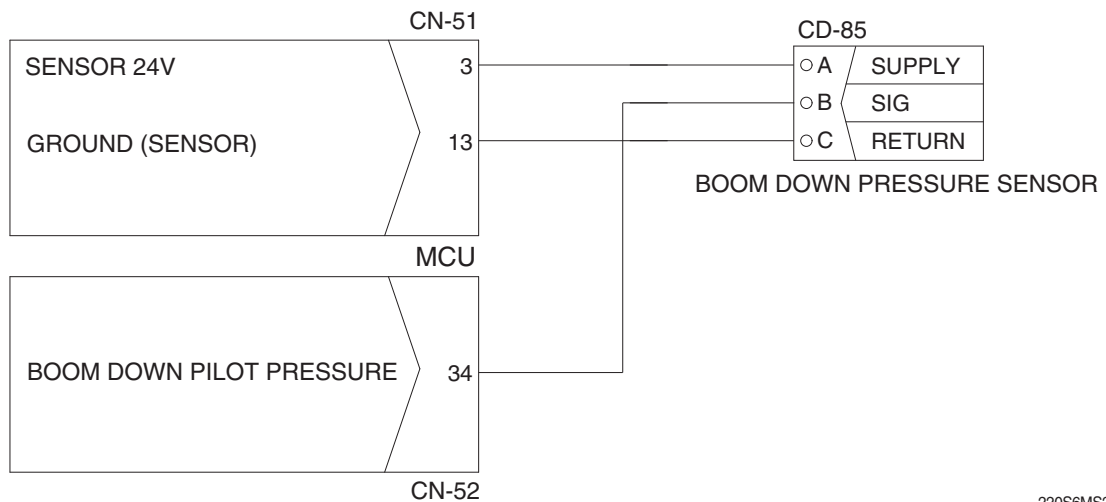 CN-51
CD-85
SENSOR 24V 3
A SUPPLY
B SIG
GROUND (SENSOR) 13
C RETURN
BOOM DOWN PRESSURE SENSOR
MCU
BOOM DOWN PILOT PRESSURE 34
CN-52